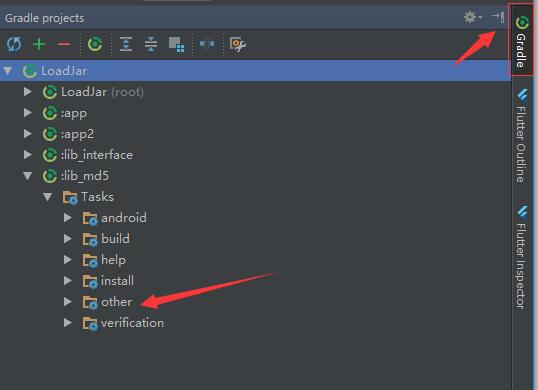 Gradle projects
LoadJar
LoadJar (root)
:app
:app2
:lib_interface
:lib_md5
Tasks
android
build
help
install
other
verification
Gradle
Flutter Outline
Flutter Inspector